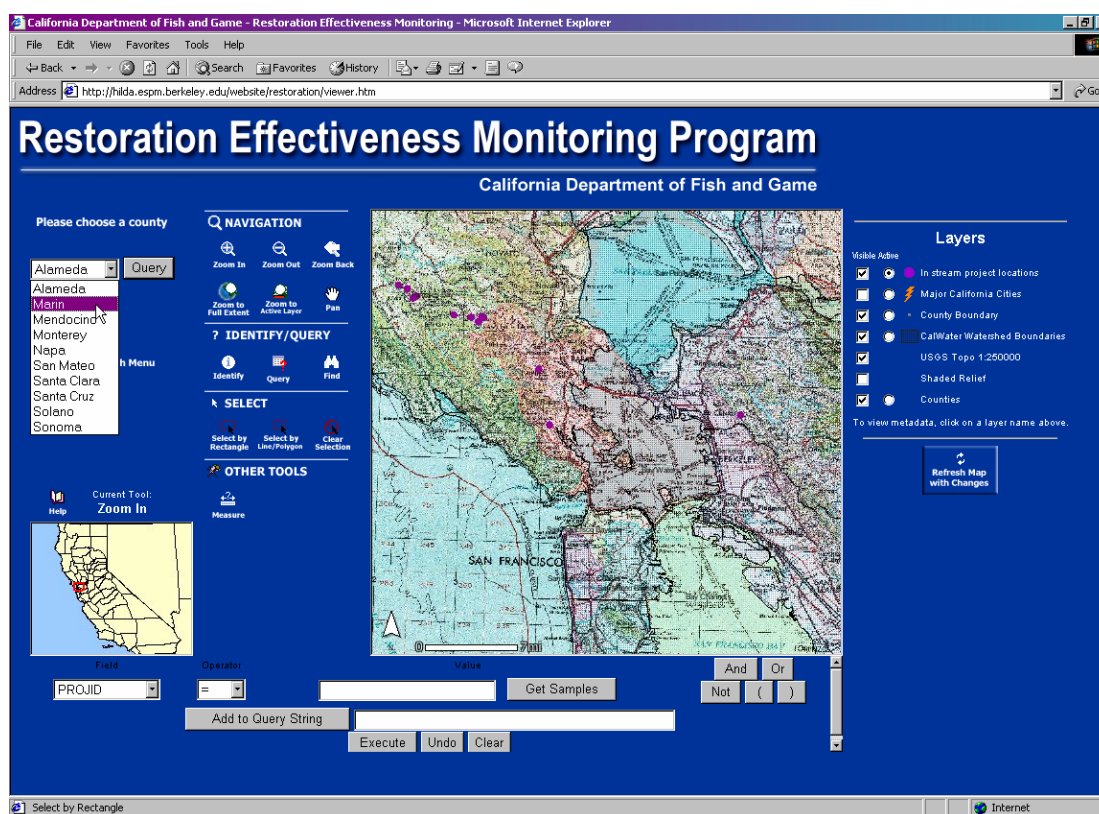 California Department of Fish and Game - Restoration Effectiveness Monitoring - Microsoft Internet Explorer
File Edit View Favorites Tools Help
Back Search Favorites History
Address http://hilda.espm.berkeley.edu/website/restoration/viewer.htm Go
Restoration Effectiveness Monitoring Program
California Department of Fish and Game
Please choose a county
Alameda Query
Alameda
Marin
Mendocino
Monterey
Napa
San Mateo
Santa Clara
Santa Cruz
Solano
Sonoma
h Menu
Help
Current Tool:
Zoom In
NAVIGATION
Zoom In Zoom Out Zoom Back
Zoom to Full Extent
Zoom to Active Layer
Pan
? IDENTIFY/QUERY
Identify Query Find
SELECT
Select by Rectangle
Select by Line/Polygon
Clear Selection
OTHER TOOLS
Measure
BERKELEY
SAN FRANCISCO
0 7mi
Layers
Visible Active
In stream project locations
Major California Cities
County Boundary
CalWater Watershed Boundaries
USGS Topo 1:250000
Shaded Relief
Counties
To view metadata, click on a layer name above.
Refresh Map
with Changes
Field Operator Value
PROJID = Get Samples
And Or
Not ( )
Add to Query String
Execute Undo Clear
Select by Rectangle Internet